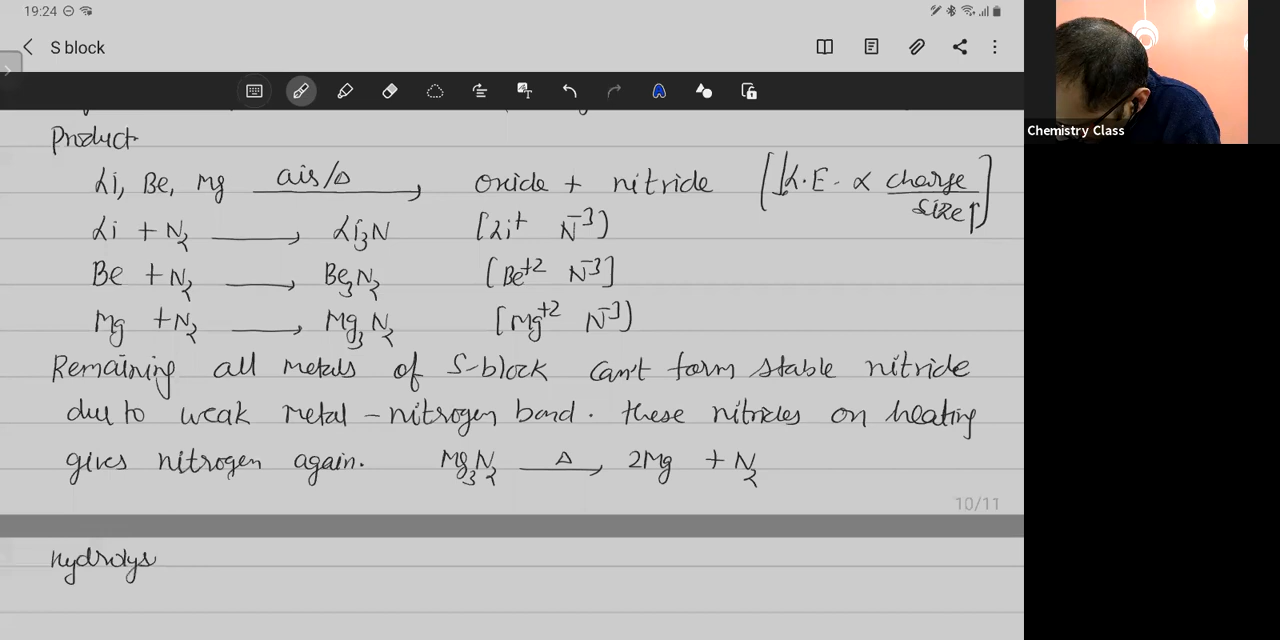 19:24
S block
Chemistry Class
Product
Li, Be, Mg air/Δ → oxide + nitride [L.E. ∝ charge/size↑]
Li + N₂ → Li₃N [Li⁺ N⁻³]
Be + N₂ → Be₃N₂ [Be⁺² N⁻³]
Mg + N₂ → Mg₃N₂ [Mg⁺² N⁻³]
Remaining all metals of S-block can't form stable nitride
due to weak metal-nitrogen bond. these nitrides on heating
gives nitrogen again. Mg₃N₂ Δ → 2Mg + N₂
10/11
hydrolys